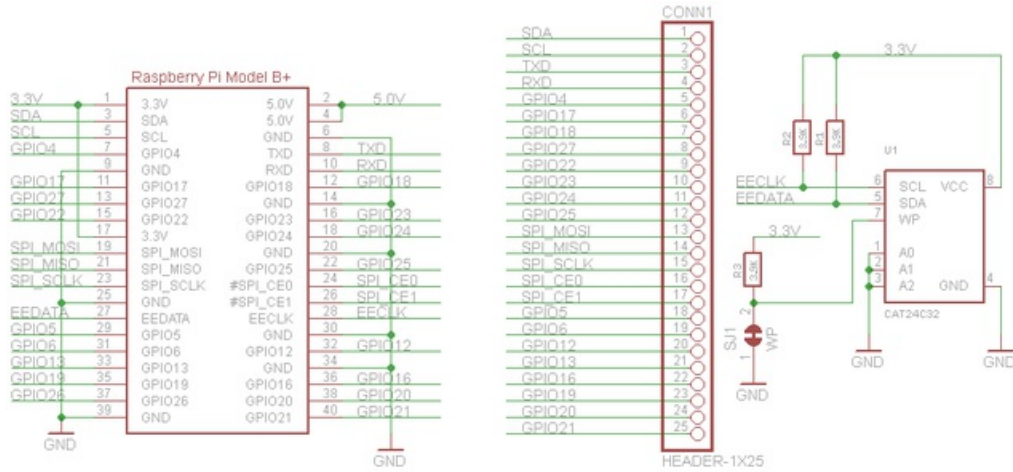 Raspberry Pi Model B+
3.3V 1 3.3V 5.0V 2 5.0V
SDA 3 SDA 5.0V 4
SCL 5 SCL GND 6
GPIO4 7 GPIO4 TXD 8 TXD
9 GND RXD 10 RXD
GPIO17 11 GPIO17 GPIO18 12 GPIO18
GPIO27 13 GPIO27 GND 14
GPIO22 15 GPIO22 GPIO23 16 GPIO23
17 3.3V GPIO24 18 GPIO24
SPI_MOSI 19 SPI_MOSI GND 20
SPI_MISO 21 SPI_MISO GPIO25 22 GPIO25
SPI_SCLK 23 SPI_SCLK #SPI_CE0 24 SPI_CE0
25 GND #SPI_CE1 26 SPI_CE1
EEDATA 27 EEDATA EECLK 28 EECLK
GPIO5 29 GPIO5 GND 30
GPIO6 31 GPIO6 GPIO12 32 GPIO12
GPIO13 33 GPIO13 GND 34
GPIO19 35 GPIO19 GPIO16 36 GPIO16
GPIO26 37 GPIO26 GPIO20 38 GPIO20
39 GND GPIO21 40 GPIO21
GND
GND
CONN1
SDA 1
SCL 2
TXD 3
RXD 4
GPIO4 5
GPIO17 6
GPIO18 7
GPIO27 8
GPIO22 9
GPIO23 10
GPIO24 11
GPIO25 12
SPI_MOSI 13
SPI_MISO 14
SPI_SCLK 15
SPI_CE0 16
SPI_CE1 17
GPIO5 18
GPIO6 19
GPIO12 20
GPIO13 21
GPIO16 22
GPIO19 23
GPIO20 24
GPIO21 25
HEADER-1X25
3.3V
R2 3.9K
R1 3.9K
U1
EECLK 6 SCL VCC 8
EEDATA 5 SDA
7 WP
3.3V
1 A0
2 A1
3 A2 GND 4
CAT24C32
R3 3.9K
2
SJ1 WP
1
GND
GND
GND